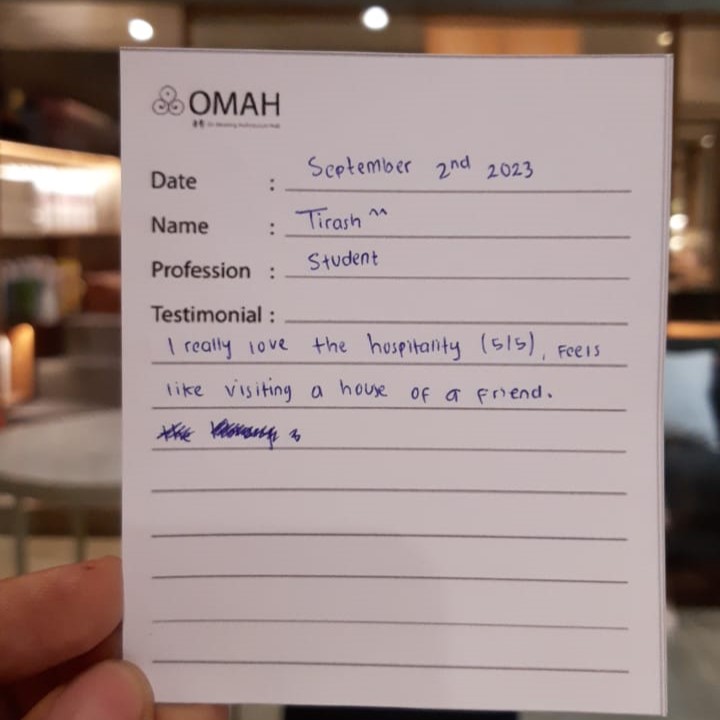 OMAH
Date : September 2nd 2023
Name : Tirash ^^
Profession : Student
Testimonial :
I really love the hospitality (5/5), Feels
like visiting a house of a friend.